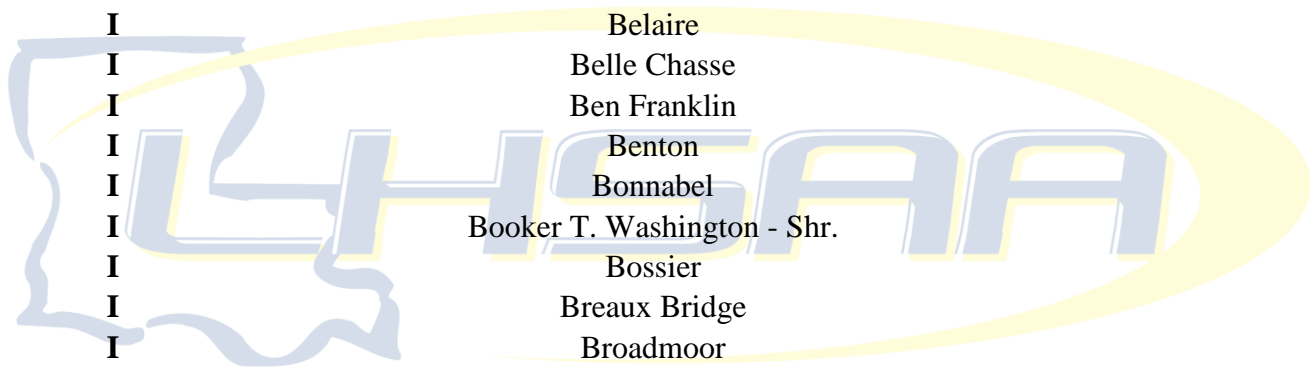 I Belaire
I Belle Chasse
I Ben Franklin
I Benton
I Bonnabel
I Booker T. Washington - Shr.
I Bossier
I Breaux Bridge
I Broadmoor
LHSAA